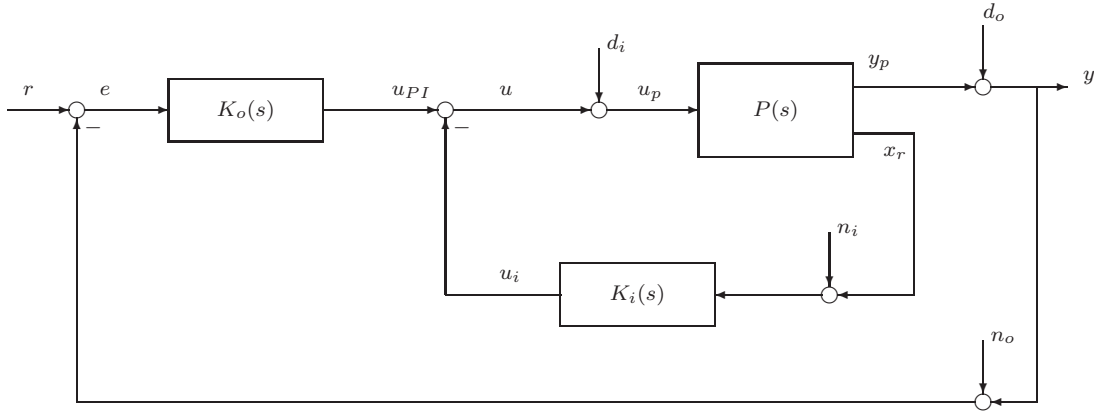 d_o
d_i
r
e
K_o(s)
u_{PI}
u
u_p
P(s)
y_p
y
−
−
x_r
n_i
u_i
K_i(s)
n_o